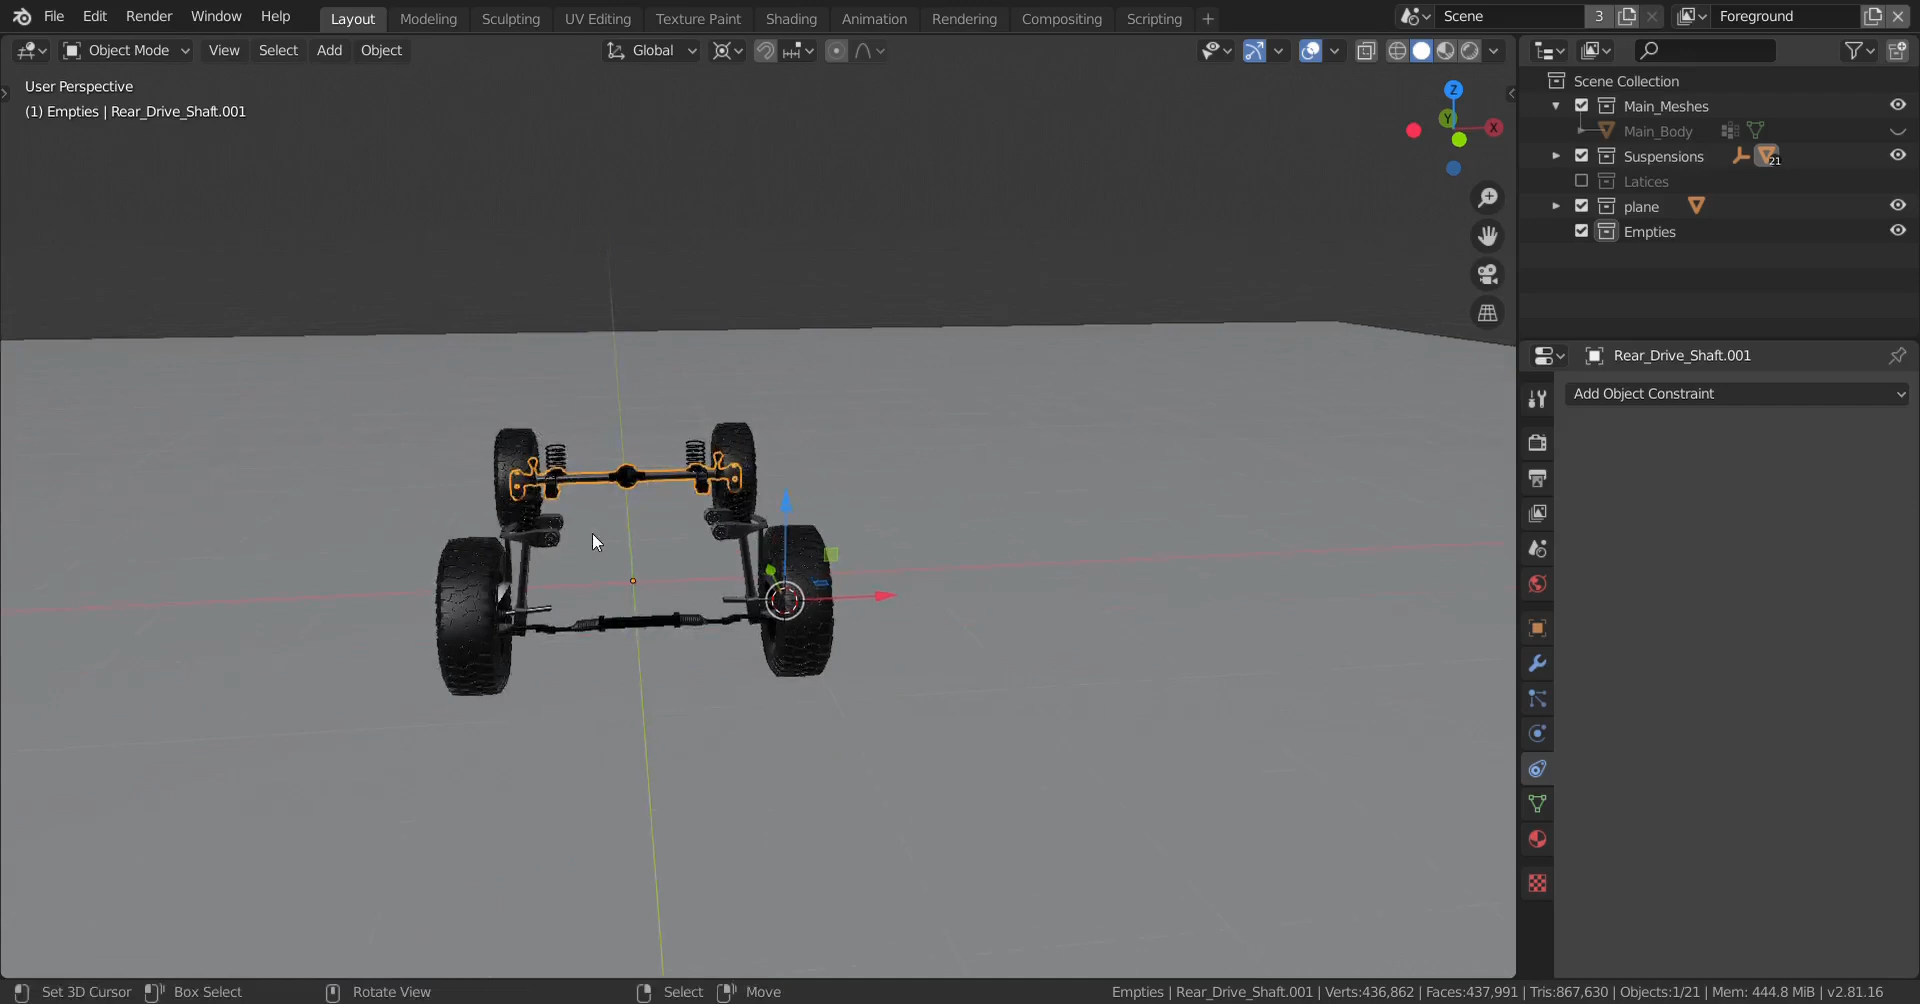 File Edit Render Window Help Layout Modeling Sculpting UV Editing Texture Paint Shading Animation Rendering Compositing Scripting + Scene 3 Foreground
Object Mode View Select Add Object Global
User Perspective
(1) Empties | Rear_Drive_Shaft.001
Z
Y
X
Scene Collection
Main_Meshes
Main_Body
Suspensions 21
Latices
plane
Empties
Rear_Drive_Shaft.001
Add Object Constraint
Set 3D Cursor Box Select Rotate View Select Move Empties | Rear_Drive_Shaft.001 | Verts:436,862 | Faces:437,991 | Tris:867,630 | Objects:1/21 | Mem: 444.8 MiB | v2.81.16